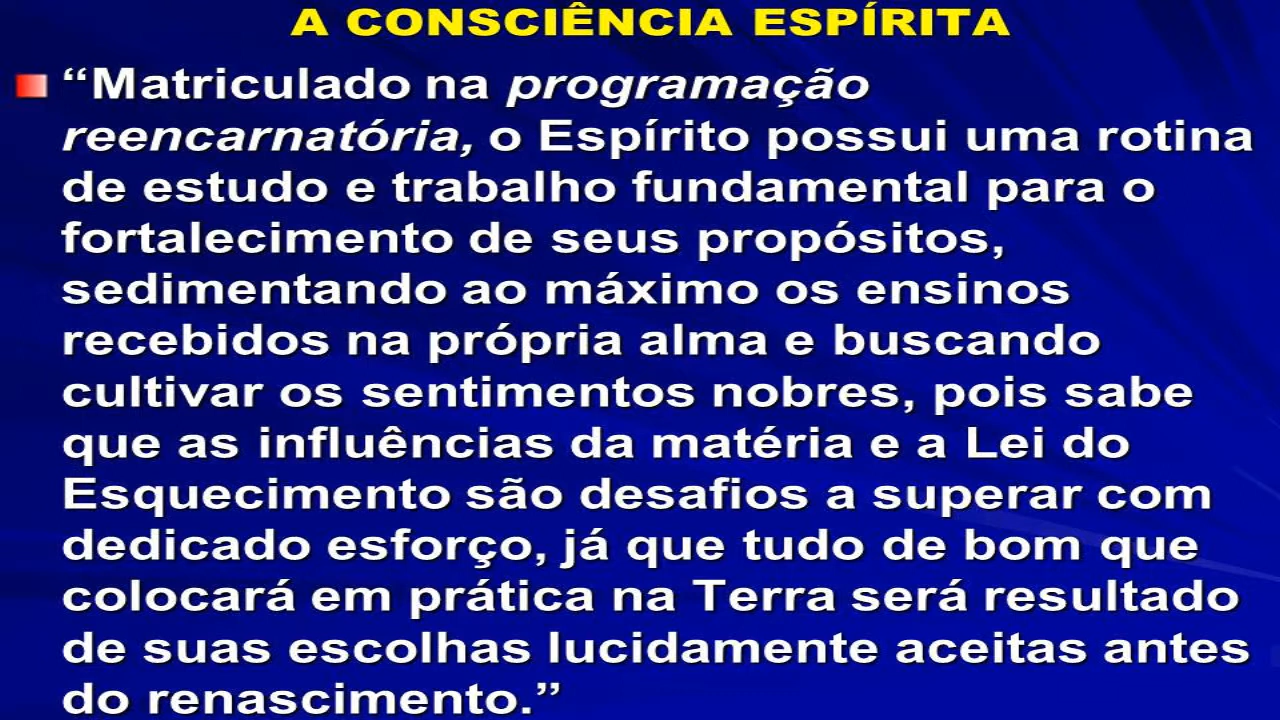 A CONSCIÊNCIA ESPÍRITA
“Matriculado na programação
reencarnatória, o Espírito possui uma rotina
de estudo e trabalho fundamental para o
fortalecimento de seus propósitos,
sedimentando ao máximo os ensinos
recebidos na própria alma e buscando
cultivar os sentimentos nobres, pois sabe
que as influências da matéria e a Lei do
Esquecimento são desafios a superar com
dedicado esforço, já que tudo de bom que
colocará em prática na Terra será resultado
de suas escolhas lucidamente aceitas antes
do renascimento.”